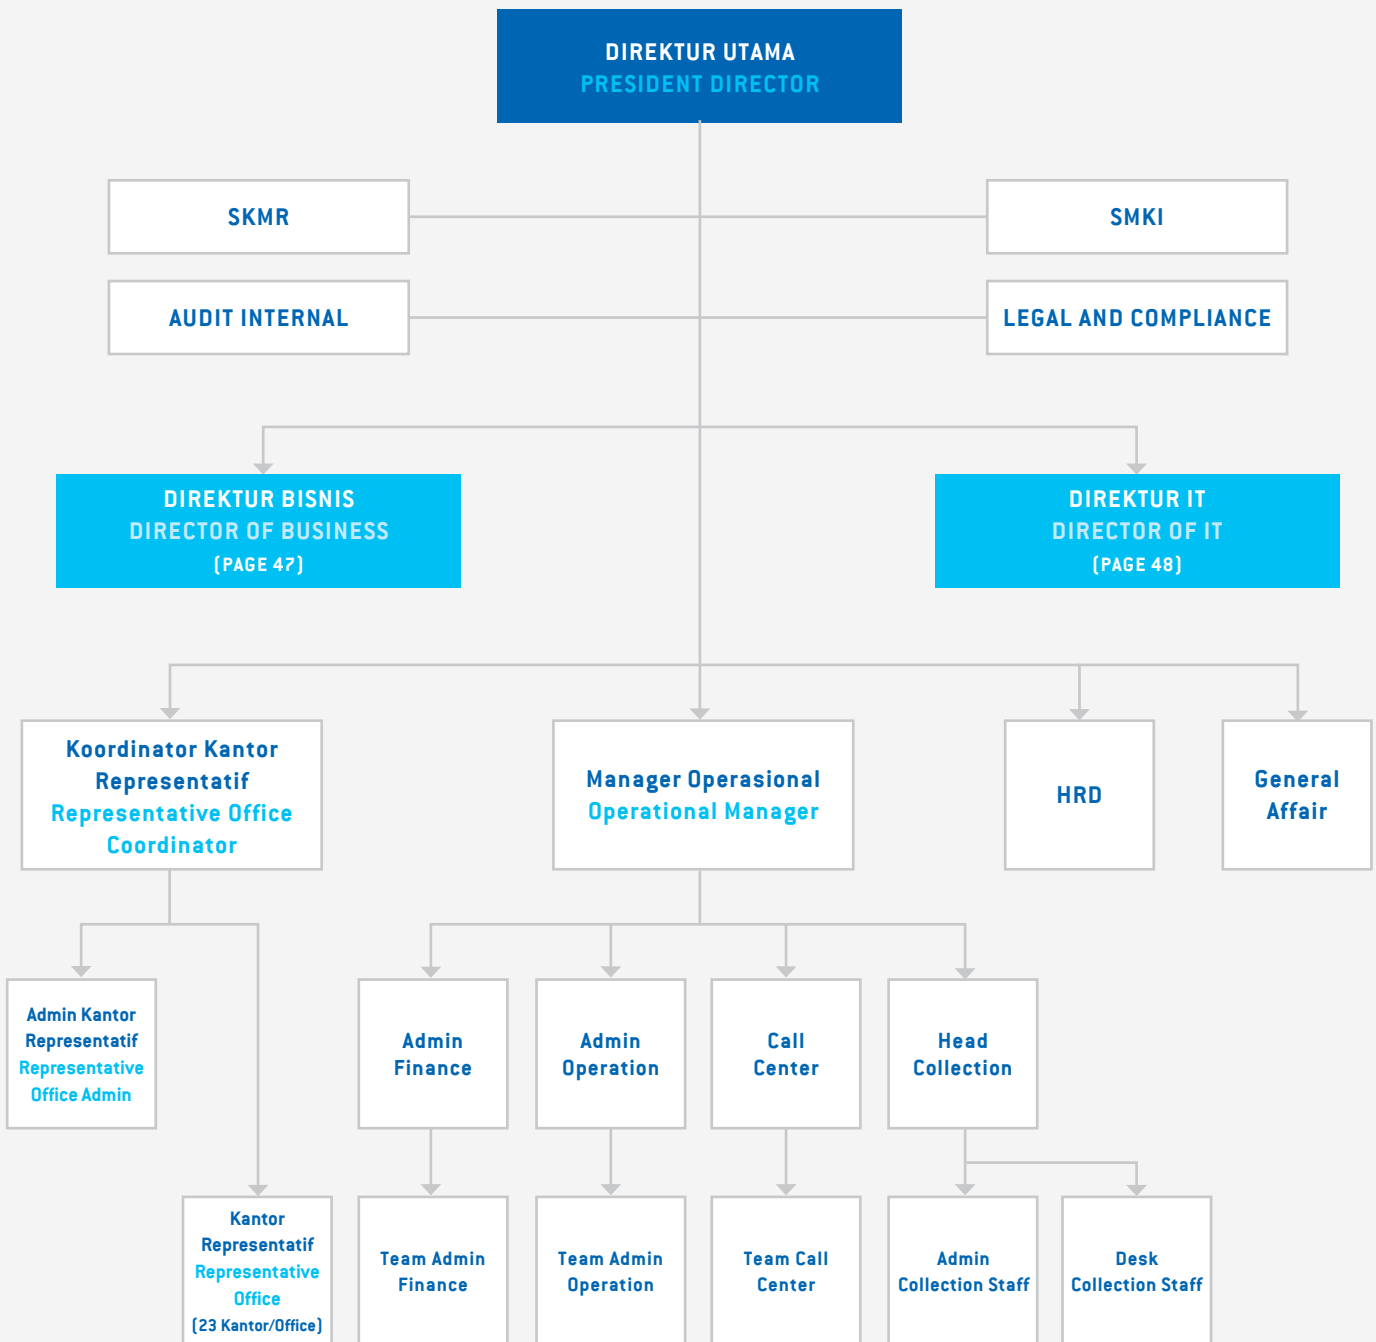 DIREKTUR UTAMA
PRESIDENT DIRECTOR
SKMR
SMKI
AUDIT INTERNAL
LEGAL AND COMPLIANCE
DIREKTUR BISNIS
DIRECTOR OF BUSINESS
(PAGE 47)
DIREKTUR IT
DIRECTOR OF IT
(PAGE 48)
Koordinator Kantor
Representatif
Representative Office
Coordinator
Manager Operasional
Operational Manager
HRD
General
Affair
Admin Kantor
Representatif
Representative
Office Admin
Admin
Finance
Admin
Operation
Call
Center
Head
Collection
Kantor
Representatif
Representative
Office
(23 Kantor/Office)
Team Admin
Finance
Team Admin
Operation
Team Call
Center
Admin
Collection Staff
Desk
Collection Staff